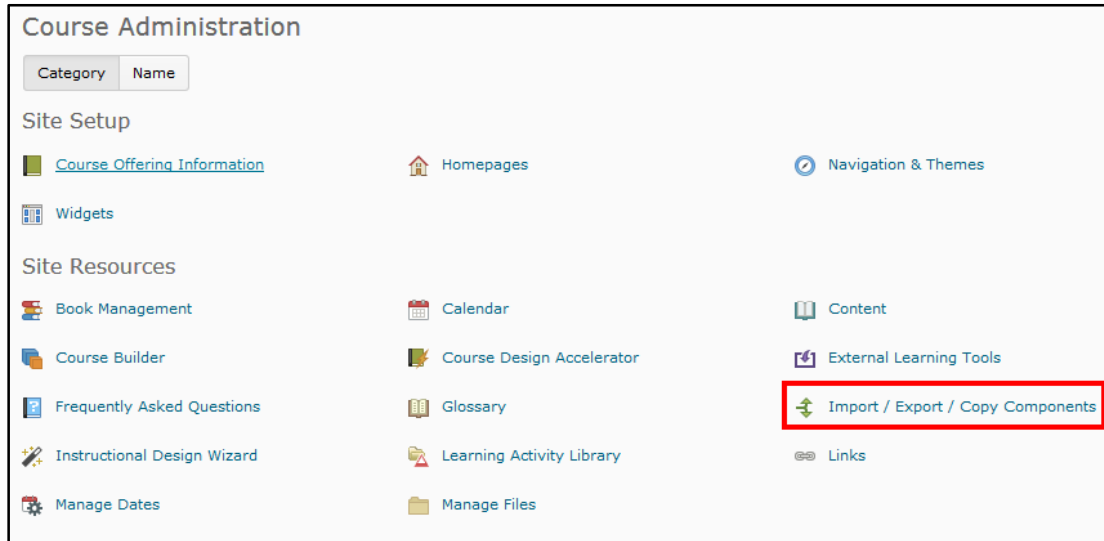 Course Administration
Category Name
Site Setup
Course Offering Information Homepages Navigation & Themes
Widgets
Site Resources
Book Management Calendar Content
Course Builder Course Design Accelerator External Learning Tools
Frequently Asked Questions Glossary Import / Export / Copy Components
Instructional Design Wizard Learning Activity Library Links
Manage Dates Manage Files